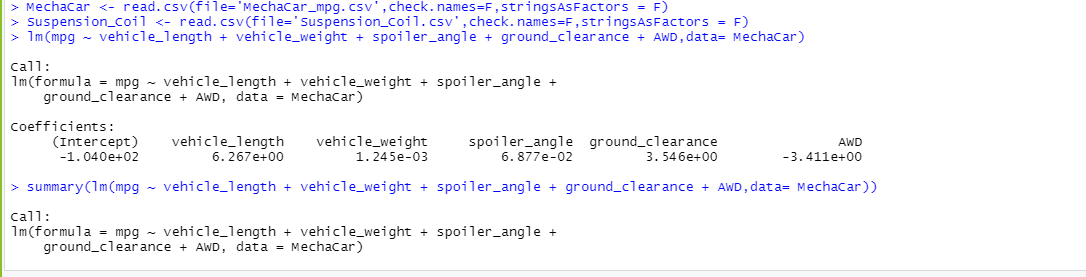 > MechaCar <- read.csv(file='MechaCar_mpg.csv',check.names=F,stringsAsFactors = F)
> Suspension_Coil <- read.csv(file='Suspension_Coil.csv',check.names=F,stringsAsFactors = F)
> lm(mpg ~ vehicle_length + vehicle_weight + spoiler_angle + ground_clearance + AWD,data= MechaCar)
Call:
lm(formula = mpg ~ vehicle_length + vehicle_weight + spoiler_angle +
    ground_clearance + AWD, data = MechaCar)
Coefficients:
     (Intercept)    vehicle_length    vehicle_weight     spoiler_angle  ground_clearance               AWD
      -1.040e+02         6.267e+00         1.245e-03         6.877e-02         3.546e+00        -3.411e+00
> summary(lm(mpg ~ vehicle_length + vehicle_weight + spoiler_angle + ground_clearance + AWD,data= MechaCar))
Call:
lm(formula = mpg ~ vehicle_length + vehicle_weight + spoiler_angle +
    ground_clearance + AWD, data = MechaCar)